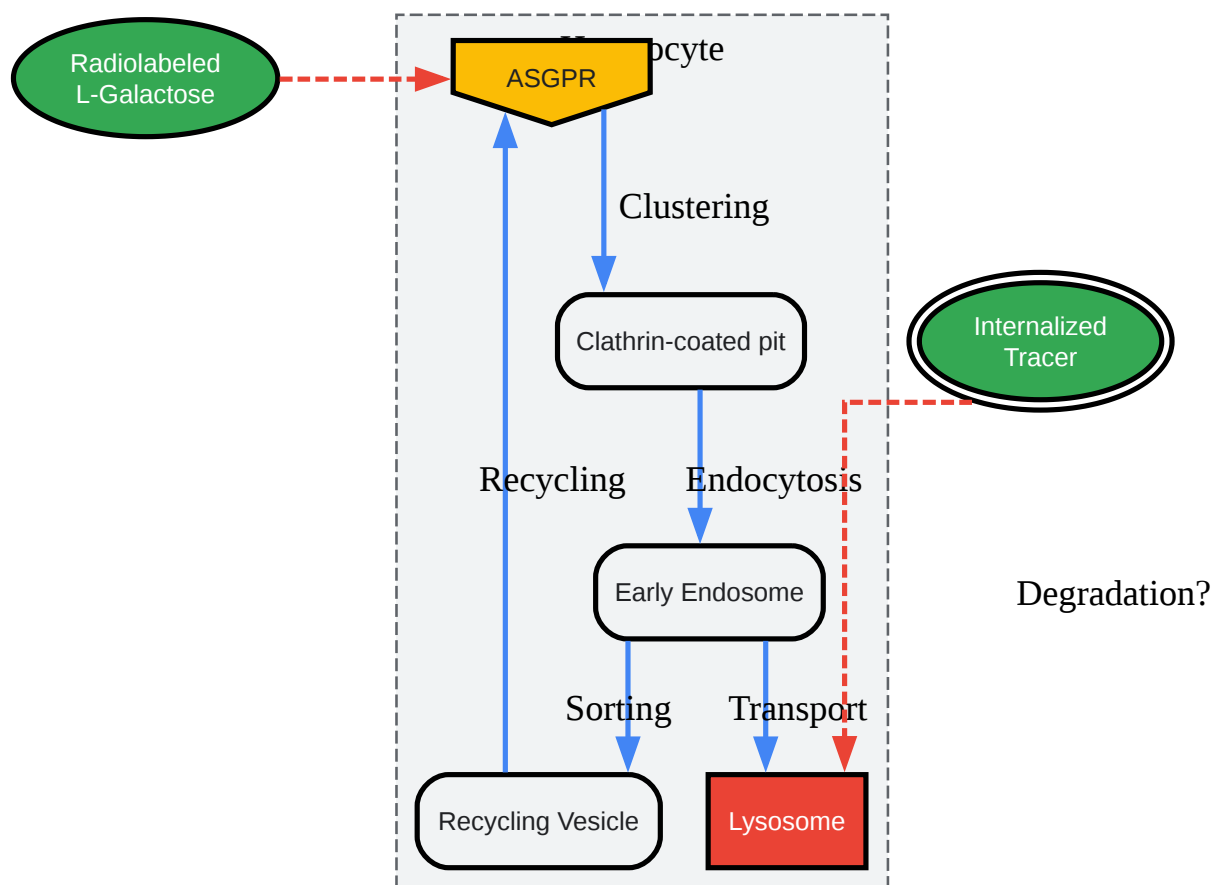 Radiolabeled
L-Galactose
ASGPR
Clustering
Clathrin-coated pit
Internalized
Tracer
Recycling
Endocytosis
Early Endosome
Degradation?
Sorting
Transport
Recycling Vesicle
Lysosome